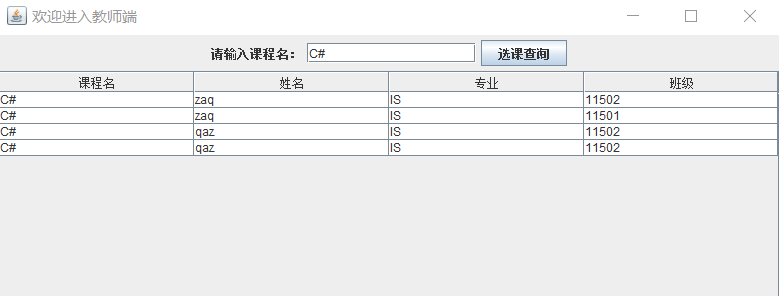 欢迎进入教师端
请输入课程名： C# 选课查询
课程名 姓名 专业 班级
C# zaq IS 11502
C# zaq IS 11501
C# qaz IS 11502
C# qaz IS 11502